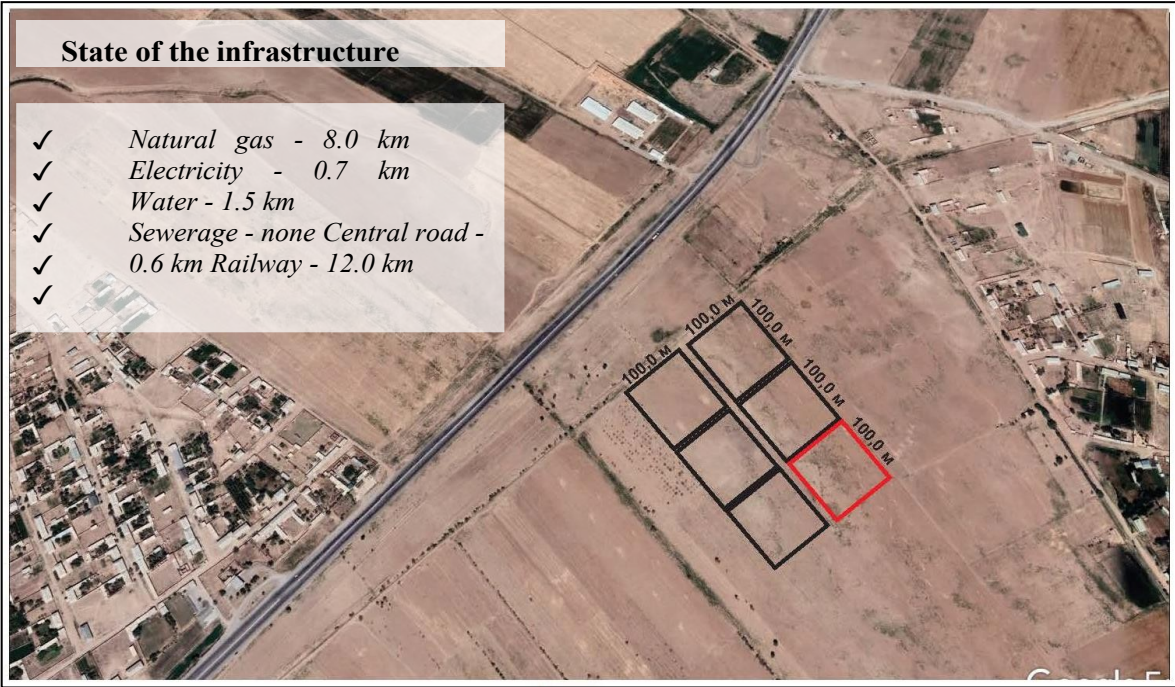 State of the infrastructure
✓ Natural gas - 8.0 km
✓ Electricity - 0.7 km
✓ Water - 1.5 km
✓ Sewerage - none Central road -
✓ 0.6 km Railway - 12.0 km
✓
100,0 м
100,0 м
100,0 м
100,0 м
100,0 м